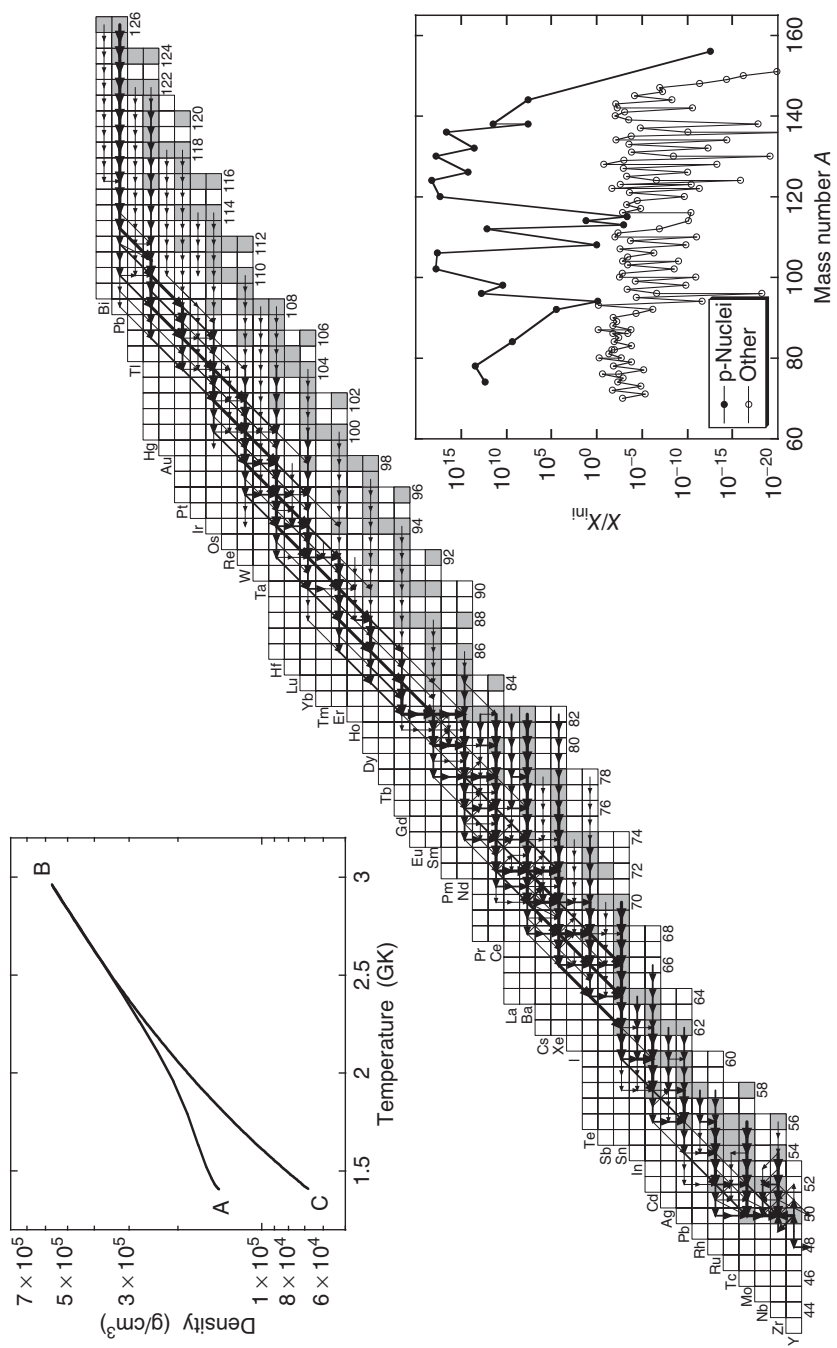 7 × 10⁵
5 × 10⁵
3 × 10⁵
1 × 10⁵
8 × 10⁴
6 × 10⁴
Density (g/cm³)
A
B
C
1.5
2
2.5
3
Temperature (GK)
Bi
Pb
Tl
Hg
Au
Pt
Ir
Os
Re
W
Ta
Hf
Lu
Yb
Tm
Er
Ho
Dy
Tb
Gd
Eu
Sm
Pm
Nd
Pr
Ce
La
Ba
Cs
Xe
I
Te
Sb
Sn
In
Cd
Ag
Pb
Rh
Ru
Tc
Mo
Nb
Zr
Y
44
46
48
50
52
54
56
58
60
62
64
66
68
70
72
74
76
78
80
82
84
86
88
90
92
94
96
98
100
102
104
106
108
110
112
114
116
118
120
122
124
126
10¹⁵
10¹⁰
10⁵
10⁰
10⁻⁵
10⁻¹⁰
10⁻¹⁵
10⁻²⁰
X/Xᵢₙᵢ
p-Nuclei
Other
60
80
100
120
140
160
Mass number A